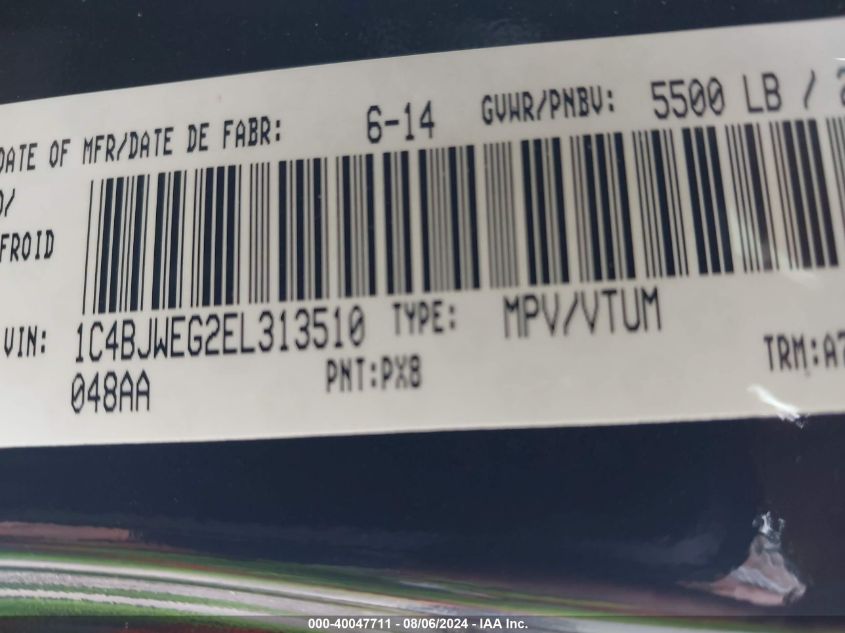 DATE OF MFR/DATE DE FABR: 6-14 GVWR/PNBV: 5500 LB /
FROID
VIN: 1C4BJWEG2EL313510 TYPE: MPV/VTUM
048AA PNT:PX8 TRM:A7
000-40047711 - 08/06/2024 - IAA Inc.